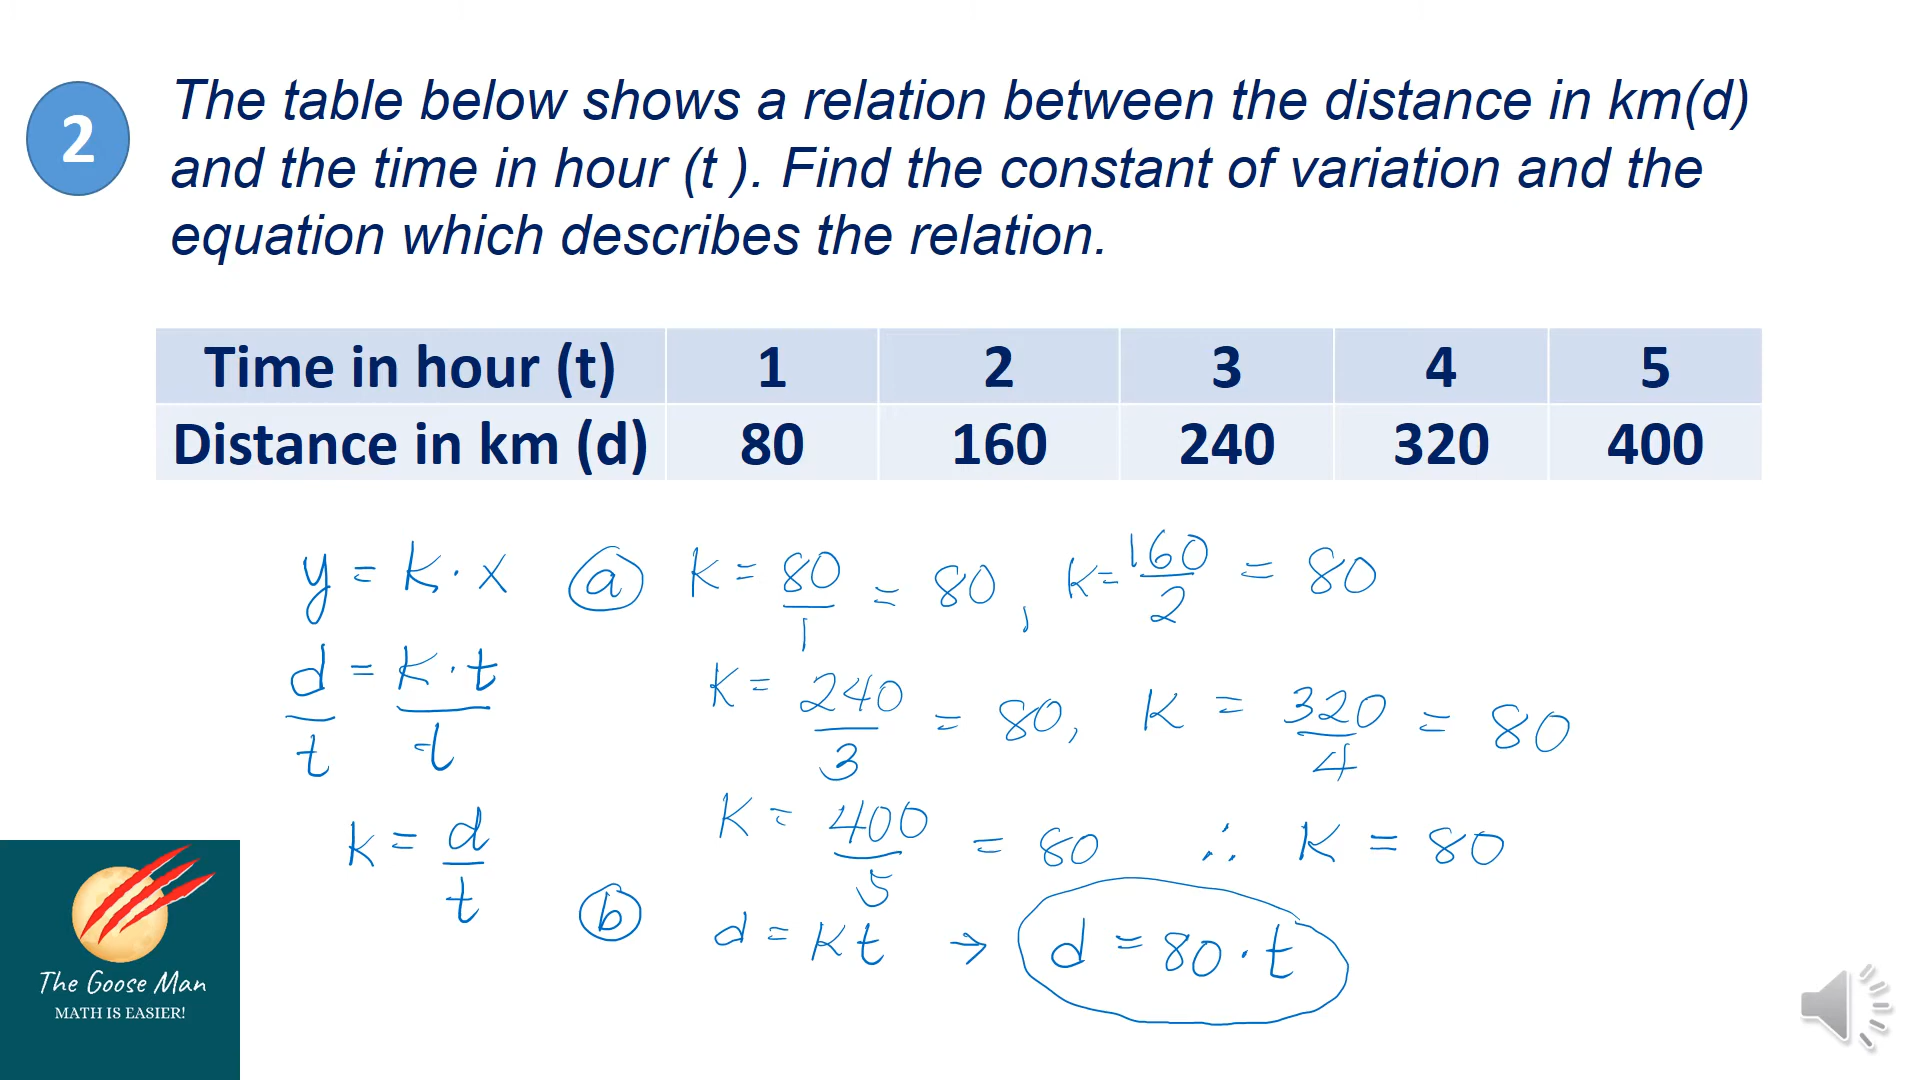 2
The table below shows a relation between the distance in km(d)
and the time in hour (t ). Find the constant of variation and the
equation which describes the relation.
Time in hour (t) 1 2 3 4 5
Distance in km (d) 80 160 240 320 400
y = k · x
d/t = k · t/t
k = d/t
(a) k = 80/1 = 80, k = 160/2 = 80
k = 240/3 = 80, k = 320/4 = 80
k = 400/5 = 80 ∴ k = 80
(b) d = kt → d = 80 · t
The Goose Man
MATH IS EASIER!